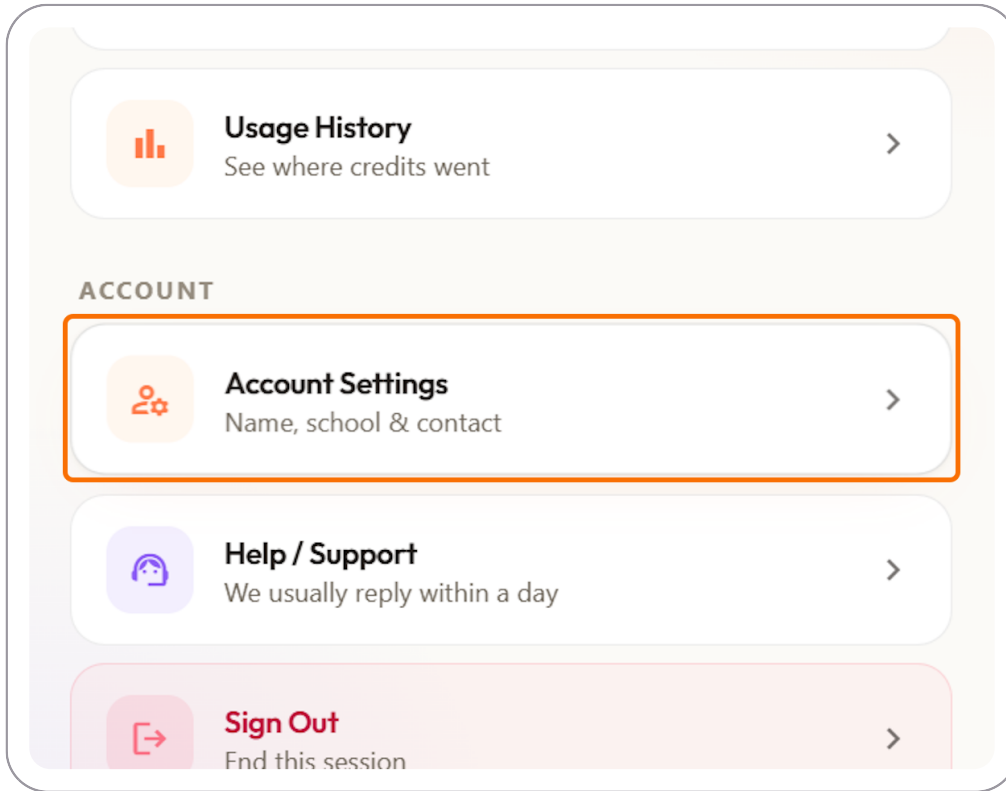 Usage History
See where credits went
ACCOUNT
Account Settings
Name, school & contact
Help / Support
We usually reply within a day
Sign Out
End this session